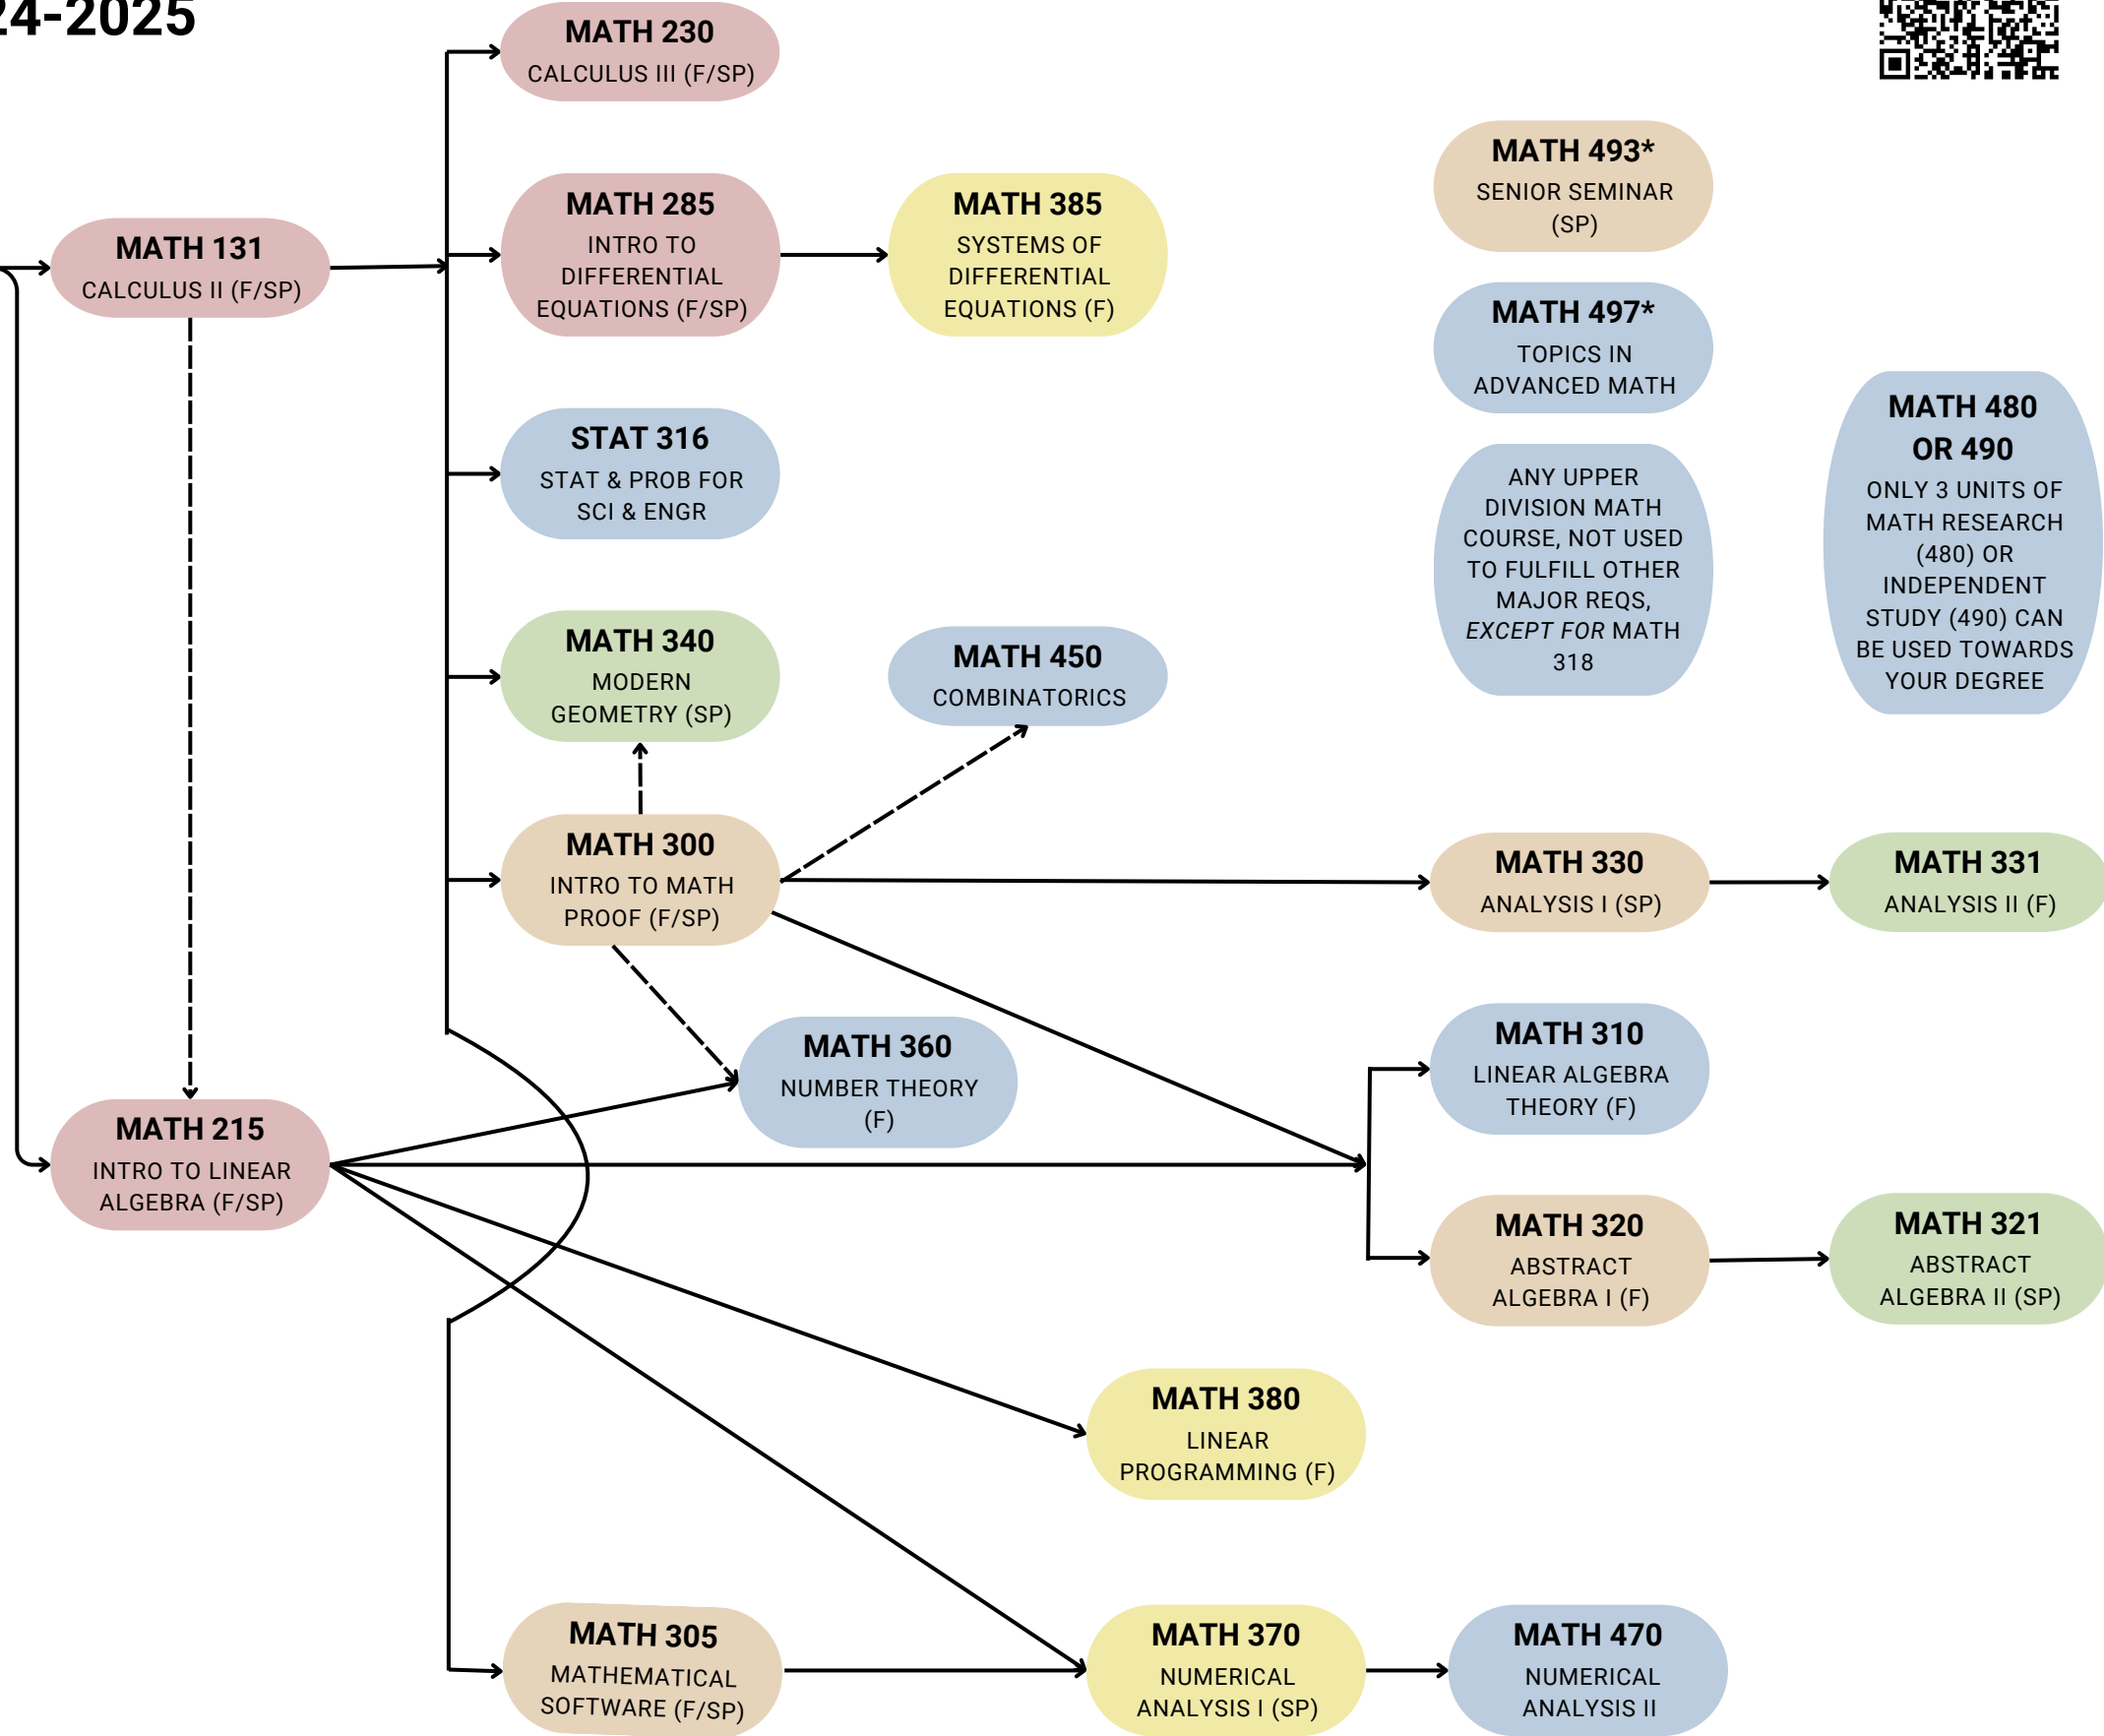 24-2025
MATH 230
CALCULUS III (F/SP)
MATH 131
CALCULUS II (F/SP)
MATH 285
INTRO TO
DIFFERENTIAL
EQUATIONS (F/SP)
MATH 385
SYSTEMS OF
DIFFERENTIAL
EQUATIONS (F)
MATH 493*
SENIOR SEMINAR
(SP)
MATH 497*
TOPICS IN
ADVANCED MATH
STAT 316
STAT & PROB FOR
SCI & ENGR
ANY UPPER
DIVISION MATH
COURSE, NOT USED
TO FULFILL OTHER
MAJOR REQS,
EXCEPT FOR MATH
318
MATH 480
OR 490
ONLY 3 UNITS OF
MATH RESEARCH
(480) OR
INDEPENDENT
STUDY (490) CAN
BE USED TOWARDS
YOUR DEGREE
MATH 340
MODERN
GEOMETRY (SP)
MATH 450
COMBINATORICS
MATH 300
INTRO TO MATH
PROOF (F/SP)
MATH 330
ANALYSIS I (SP)
MATH 331
ANALYSIS II (F)
MATH 360
NUMBER THEORY
(F)
MATH 310
LINEAR ALGEBRA
THEORY (F)
MATH 215
INTRO TO LINEAR
ALGEBRA (F/SP)
MATH 320
ABSTRACT
ALGEBRA I (F)
MATH 321
ABSTRACT
ALGEBRA II (SP)
MATH 380
LINEAR
PROGRAMMING (F)
MATH 305
MATHEMATICAL
SOFTWARE (F/SP)
MATH 370
NUMERICAL
ANALYSIS I (SP)
MATH 470
NUMERICAL
ANALYSIS II